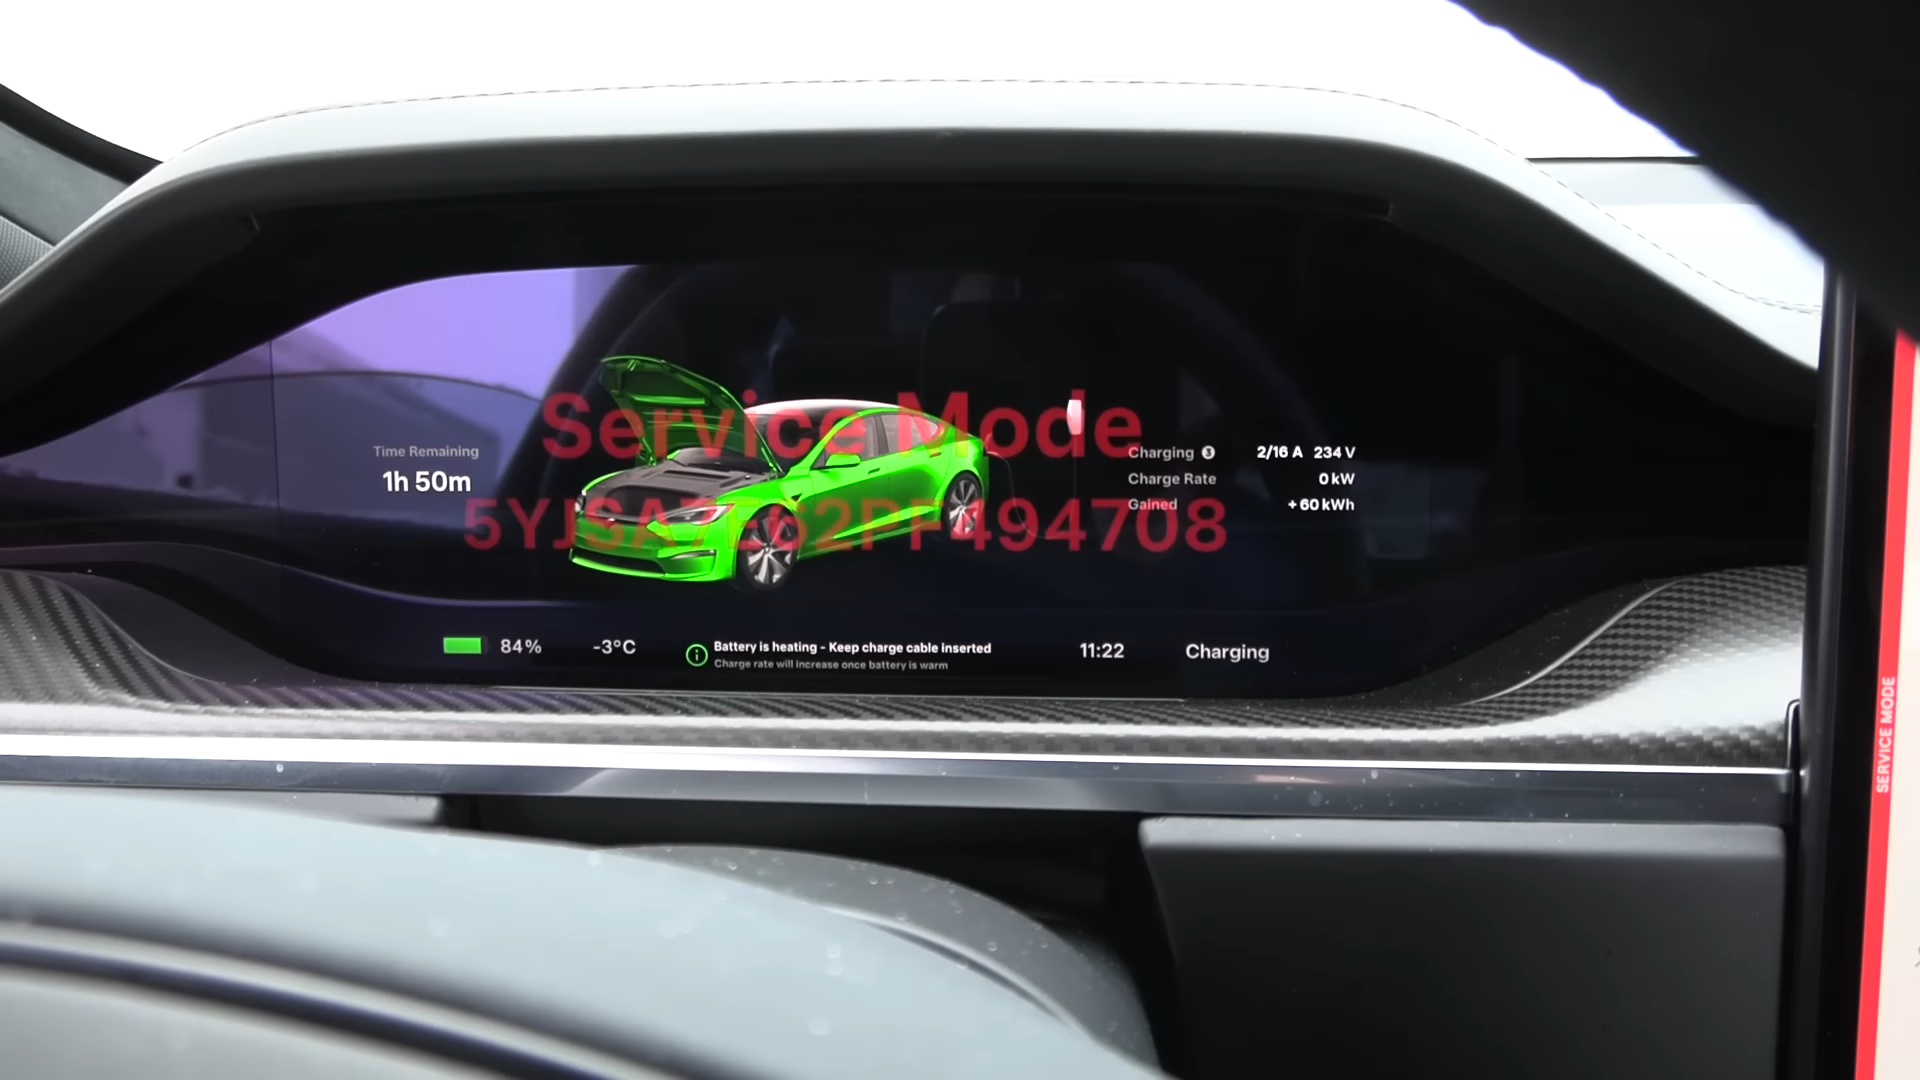 Service Mode
Time Remaining
1h 50m
Charging 3 2/16 A 234 V
Charge Rate 0 kW
Gained +60 kWh
84%
-3°C
Battery is heating - Keep charge cable inserted
Charge rate will increase once battery is warm
11:22
Charging
SERVICE MODE